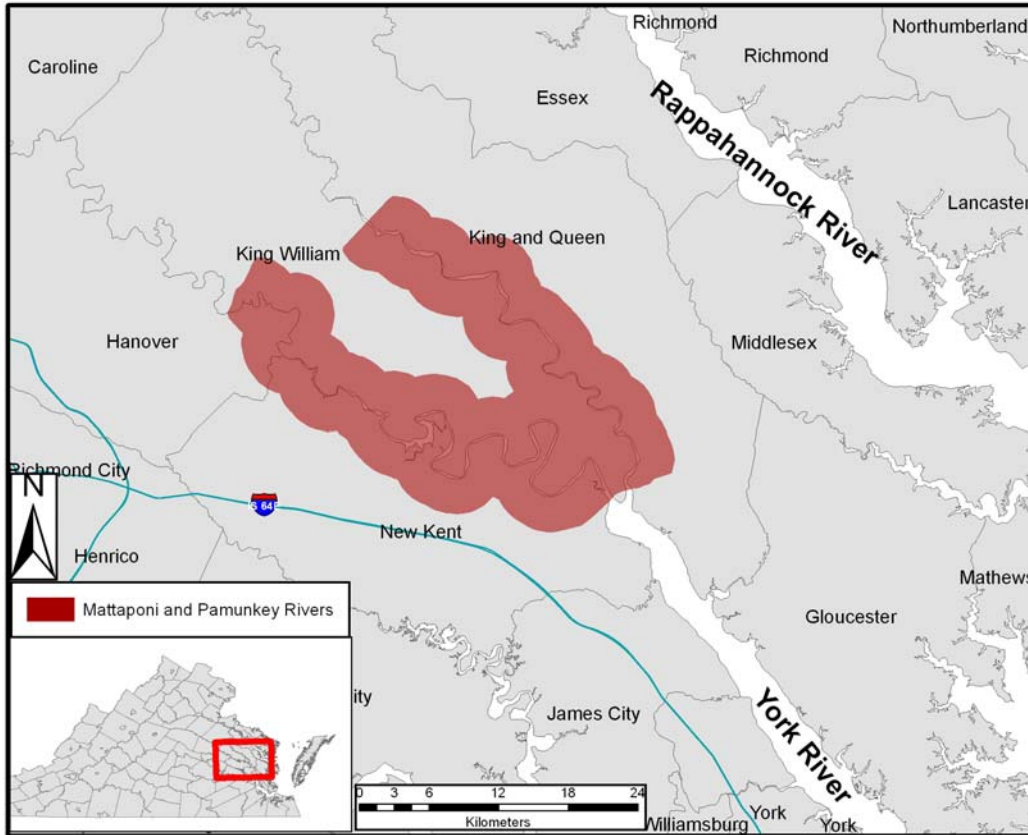 Richmond
Northumberland
Richmond
Caroline
Essex
Rappahannock River
Lancaster
King and Queen
King William
Hanover
Middlesex
Richmond City
N
New Kent
Henrico
Mathews
Mattaponi and Pamunkey Rivers
Gloucester
ity
James City
York River
0 3 6 12 18 24
Kilometers
Williamsburg
York
York